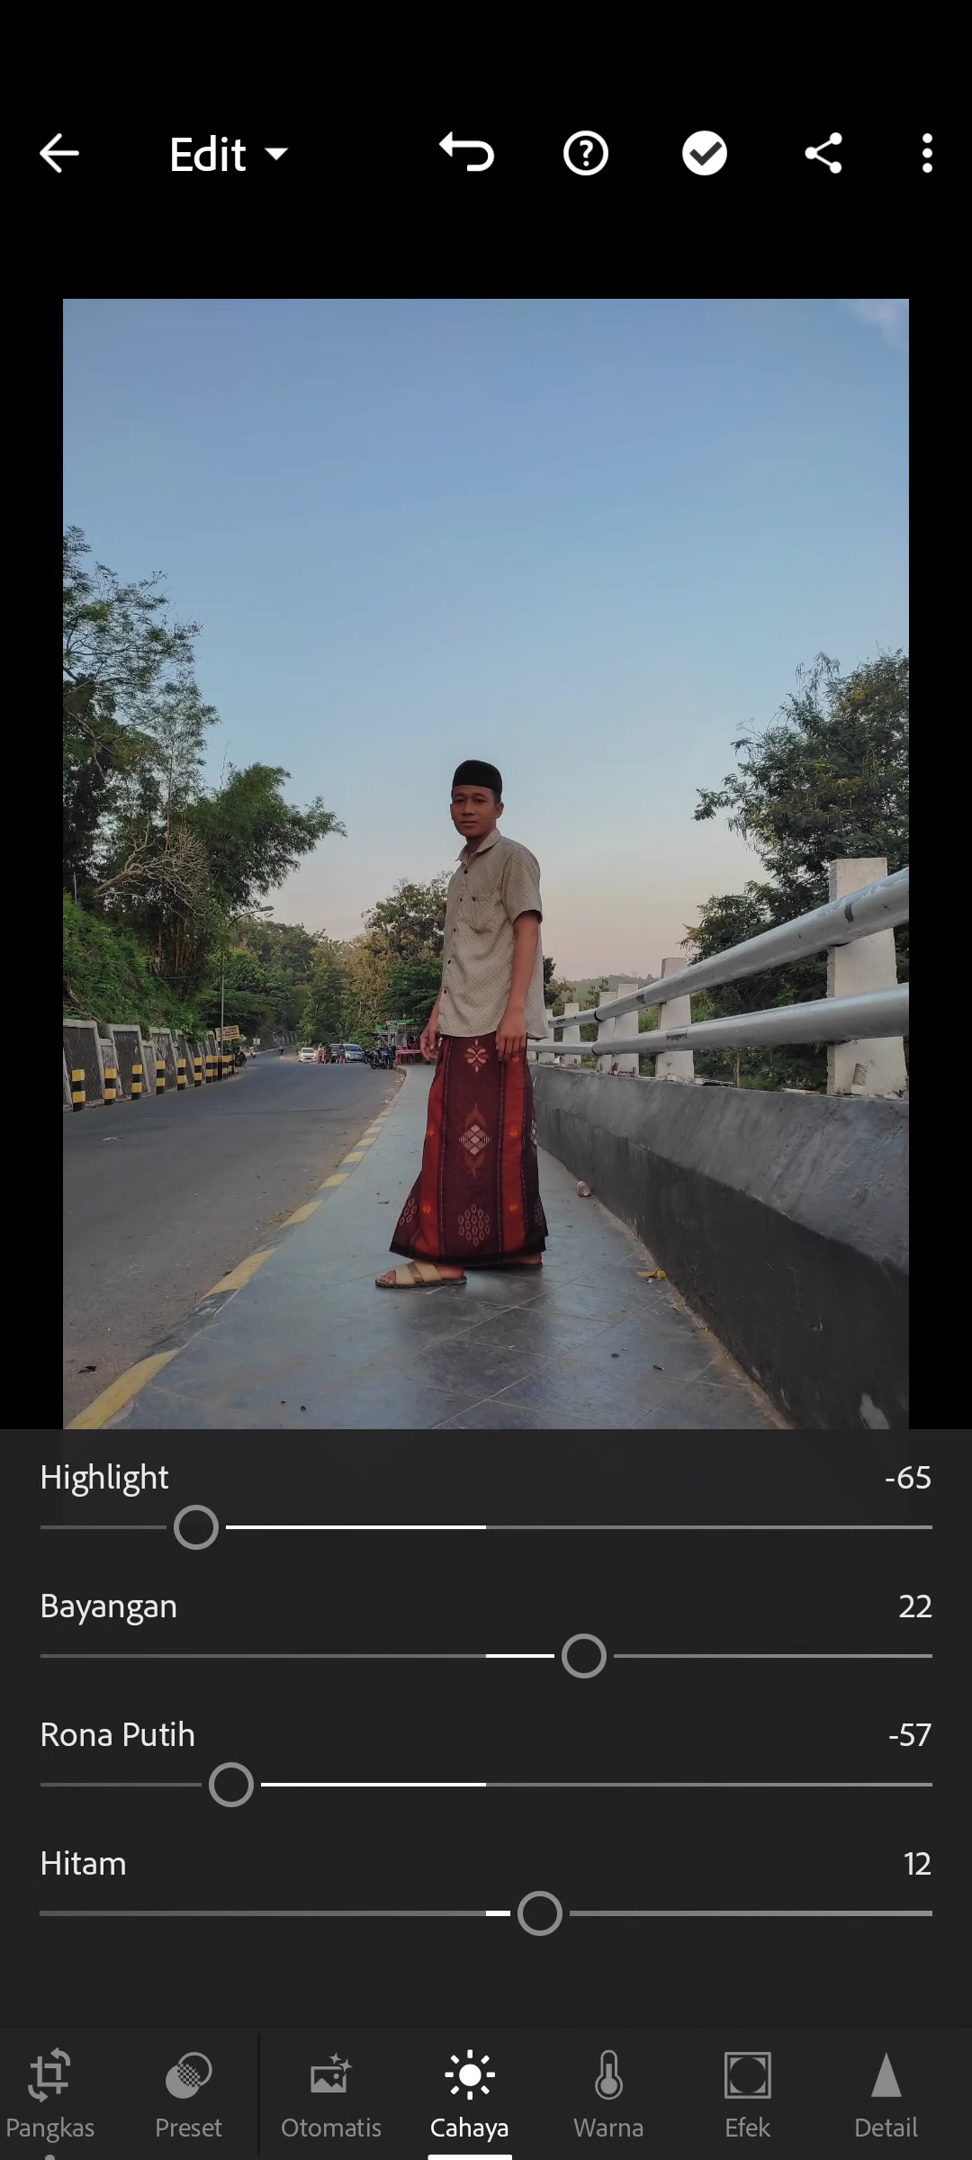 Edit
Highlight -65
Bayangan 22
Rona Putih -57
Hitam 12
Pangkas Preset Otomatis Cahaya Warna Efek Detail